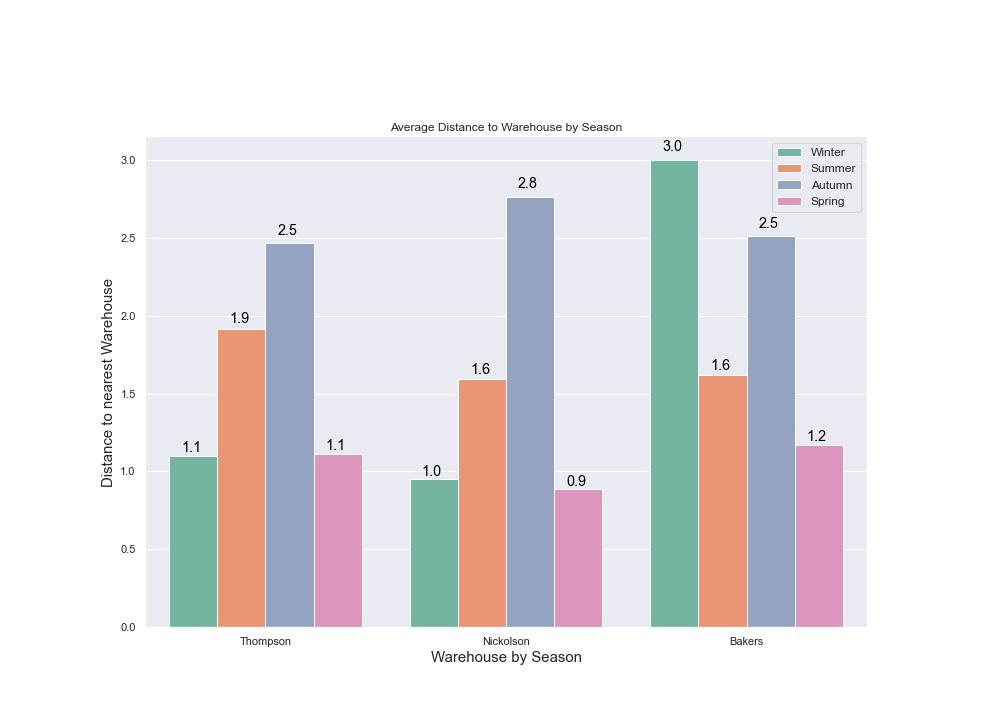 Average Distance to Warehouse by Season
3.0
Winter
Summer
Autumn
Spring
3.0
2.5
2.0
1.5
1.0
0.5
0.0
Distance to nearest Warehouse
1.1
1.9
2.5
1.1
1.0
1.6
2.8
0.9
1.6
2.5
1.2
Thompson
Nickolson
Bakers
Warehouse by Season